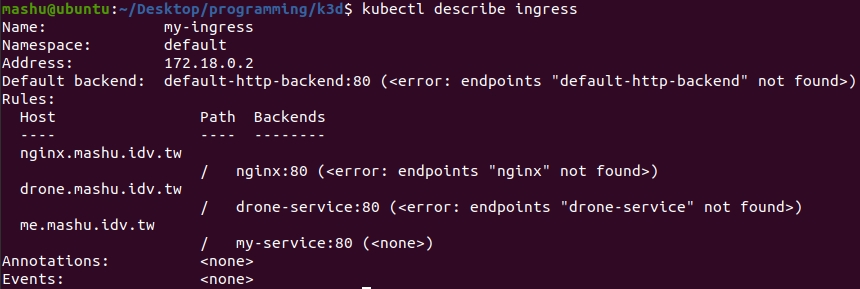 mashu@ubuntu:~/Desktop/programming/k3d$ kubectl describe ingress
Name:             my-ingress
Namespace:        default
Address:          172.18.0.2
Default backend:  default-http-backend:80 (<error: endpoints "default-http-backend" not found>)
Rules:
  Host                  Path  Backends
  ----                  ----  --------
  nginx.mashu.idv.tw
                        /   nginx:80 (<error: endpoints "nginx" not found>)
  drone.mashu.idv.tw
                        /   drone-service:80 (<error: endpoints "drone-service" not found>)
  me.mashu.idv.tw
                        /   my-service:80 (<none>)
Annotations:            <none>
Events:                 <none>